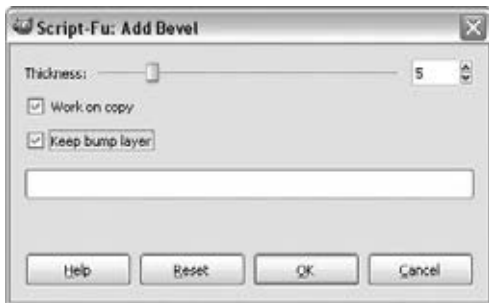 Script-Fu: Add Bevel
Thickness: 5
Work on copy
Keep bump layer
Help Reset OK Cancel